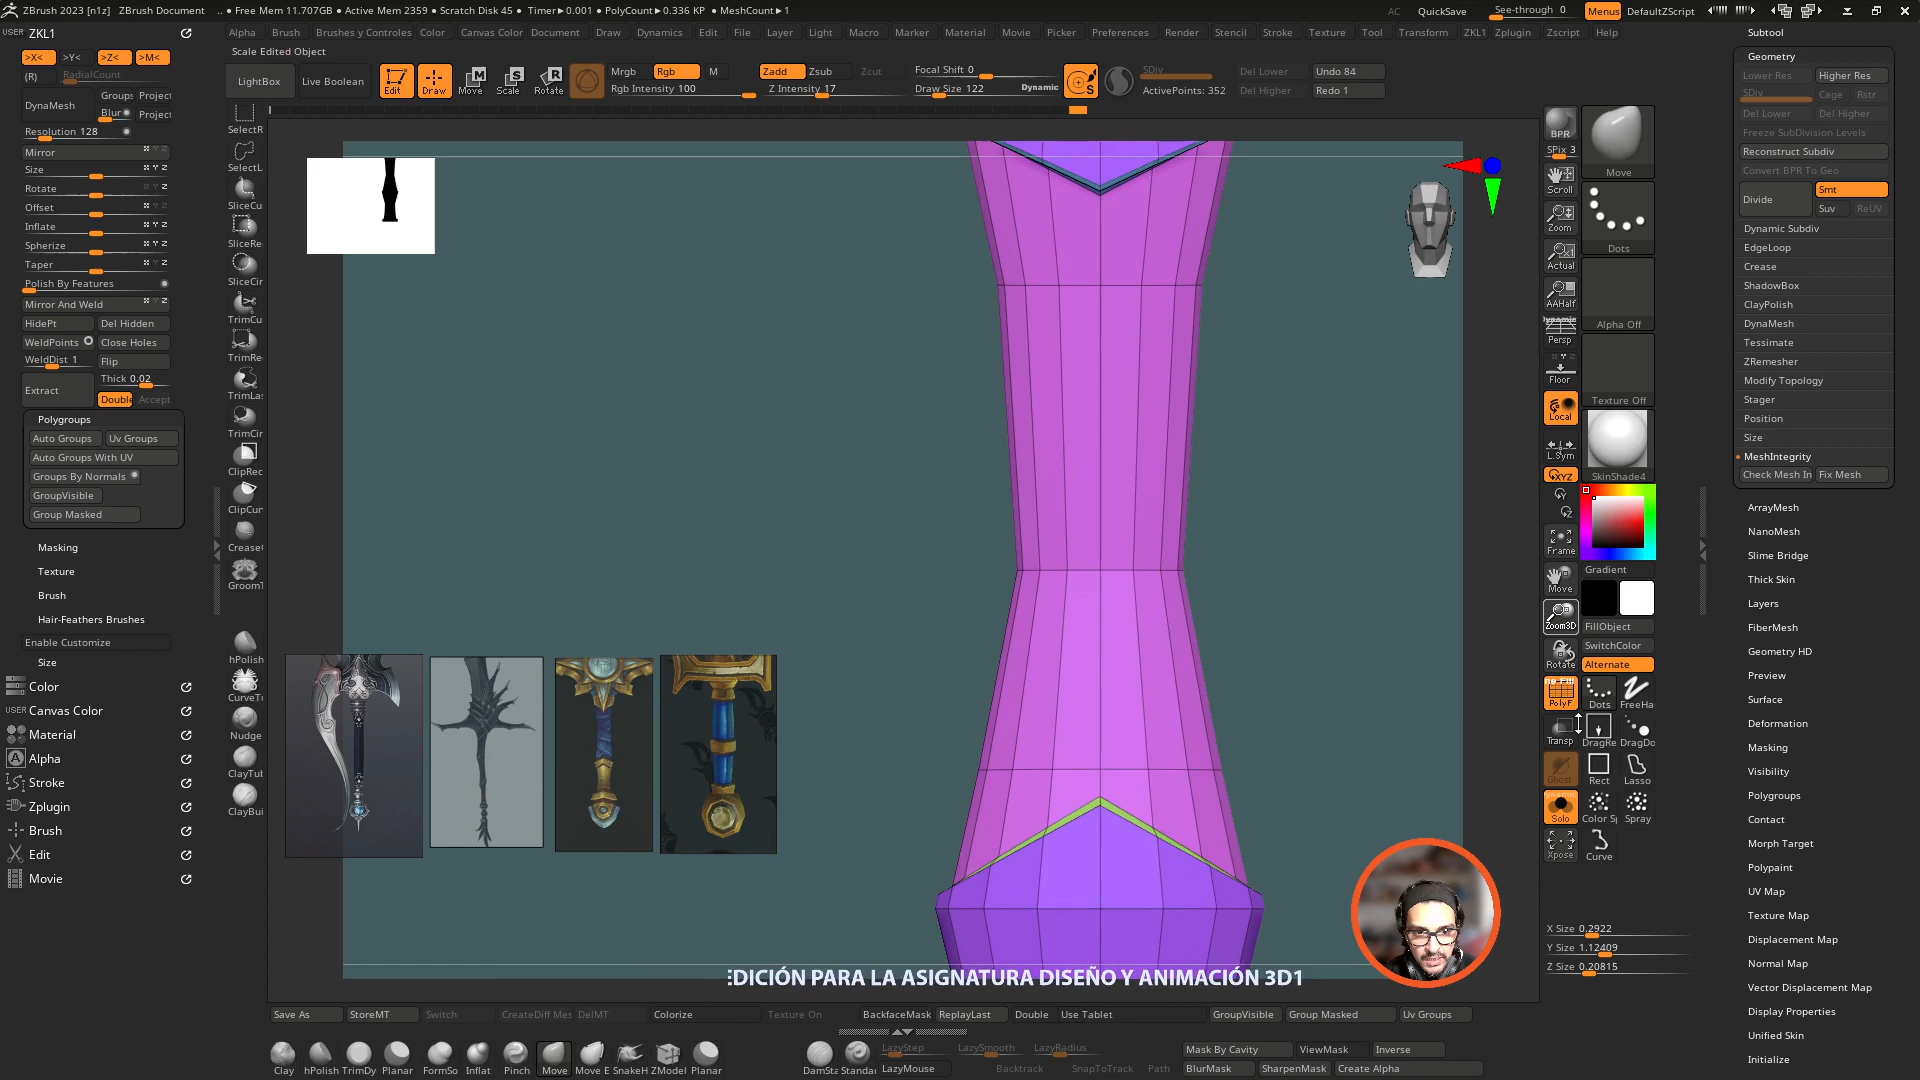 ZBrush 2023 [n1z] ZBrush Document .. • Free Mem 11.707GB • Active Mem 2359 • Scratch Disk 45 • Timer▸0.001 • PolyCount▸0.336 KP • MeshCount▸1 AC QuickSave See-through 0 Menus DefaultZScript
USER ZKL1 Alpha Brush Brushes y Controles Color Canvas Color Document Draw Dynamics Edit File Layer Light Macro Marker Material Movie Picker Preferences Render Stencil Stroke Texture Tool Transform ZKL1 Zplugin Zscript Help Subtool
Scale Edited Object
>X< >Y< >Z< >M<
(R) RadialCount
LightBox Live Boolean Edit Draw Move Scale Rotate
Mrgb Rgb M Zadd Zsub Zcut Focal Shift 0 SDiv Del Lower Undo 84
Rgb Intensity 100 Z Intensity 17 Draw Size 122 Dynamic ActivePoints: 352 Del Higher Redo 1
DynaMesh Groups Project
Blur Project
Resolution 128
Mirror
Size
Rotate
Offset
Inflate
Spherize
Taper
Polish By Features
Mirror And Weld
HidePt Del Hidden
WeldPoints Close Holes
WeldDist 1 Flip
Extract Thick 0.02
Double Accept
Polygroups
Auto Groups Uv Groups
Auto Groups With UV
Groups By Normals
GroupVisible
Group Masked
Masking
Texture
Brush
Hair-Feathers Brushes
Enable Customize
Size
Color
USER Canvas Color
Material
Alpha
Stroke
Zplugin
Brush
Edit
Movie
SelectR
SelectL
SliceCu
SliceRe
SliceCir
TrimCu
TrimRe
TrimLas
TrimCir
ClipRec
ClipCur
CreaseC
GroomT
hPolish
CurveTu
Nudge
ClayTub
ClayBui
BPR
SPix 3
Scroll
Zoom
Actual
AAHalf
Dynamic
Persp
Floor
Local
L.Sym
XYZ
Frame
Move
Zoom3D
Rotate
PolyF
Transp
Ghost
Solo
Xpose
Move
Dots
Alpha Off
Texture Off
SkinShade4
Gradient
FillObject
SwitchColor
Alternate
Dots FreeHa
DragRe DragDo
Rect Lasso
Color S Spray
Curve
X Size 0.2922
Y Size 1.12409
Z Size 0.20815
Geometry
Lower Res Higher Res
SDiv Cage Rstr
Del Lower Del Higher
Freeze SubDivision Levels
Reconstruct Subdiv
Convert BPR To Geo
Divide Smt
Suv ReUV
Dynamic Subdiv
EdgeLoop
Crease
ShadowBox
ClayPolish
DynaMesh
Tessimate
ZRemesher
Modify Topology
Stager
Position
Size
MeshIntegrity
Check Mesh In Fix Mesh
ArrayMesh
NanoMesh
Slime Bridge
Thick Skin
Layers
FiberMesh
Geometry HD
Preview
Surface
Deformation
Masking
Visibility
Polygroups
Contact
Morph Target
Polypaint
UV Map
Texture Map
Displacement Map
Normal Map
Vector Displacement Map
Display Properties
Unified Skin
Initialize
EDICIÓN PARA LA ASIGNATURA DISEÑO Y ANIMACIÓN 3D1
Save As StoreMT Switch CreateDiff Mes DelMT Colorize Texture On BackfaceMask ReplayLast Double Use Tablet GroupVisible Group Masked Uv Groups
Clay hPolish TrimDy Planar FormSo Inflat Pinch Move Move E SnakeH ZModel Planar DamSta Standar
LazyStep LazySmooth LazyRadius Mask By Cavity ViewMask Inverse
LazyMouse Backtrack SnapToTrack Path BlurMask SharpenMask Create Alpha